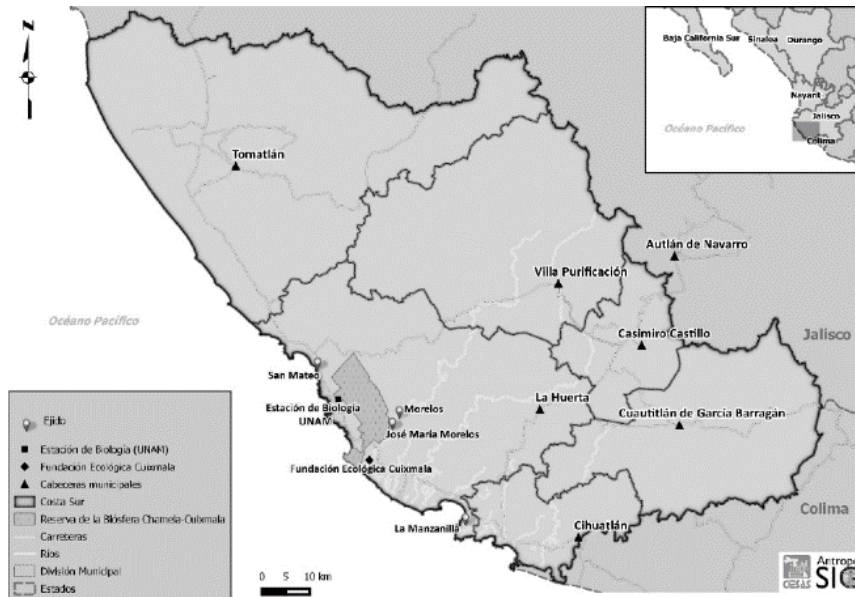 Z
Baja California Sur
Sinaloa
Durango
Nayarit
Jalisco
Colima
Océano Pacífico
Tomatlán
Autlán de Navarro
Villa Purificación
Océano Pacífico
Casimiro Castillo
Jalisco
San Mateo
Estación de Biología
UNAM
Morelos
La Huerta
José María Morelos
Cuautitlán de García Barragán
Fundación Ecológica Cuixmala
La Manzanilla
Cihuatlán
Colima
Ejido
Estación de Biología (UNAM)
Fundación Ecológica Cuixmala
Cabeceras municipales
Costa Sur
Reserva de la Biósfera Chamela-Cuixmala
Carreteras
Ríos
División Municipal
Estados
0 5 10 km
CIESAS
Antropo
SIG